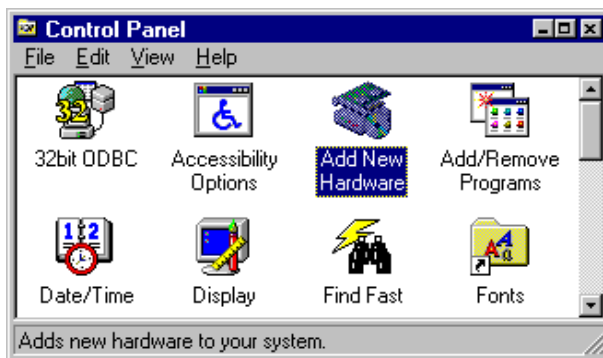 Control Panel
File Edit View Help
32bit ODBC
Accessibility
Options
Add New
Hardware
Add/Remove
Programs
Date/Time
Display
Find Fast
Fonts
Adds new hardware to your system.